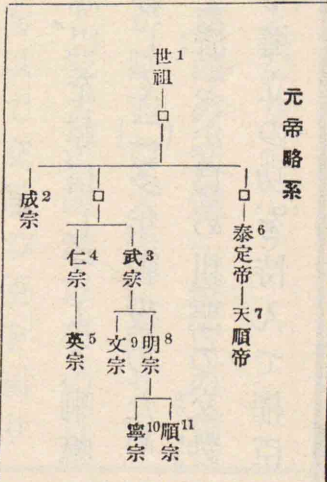 元帝略系
世祖1
泰定帝6
天順帝7
武宗3
明宗8
順宗11
寧宗10
文宗9
仁宗4
英宗5
成宗2